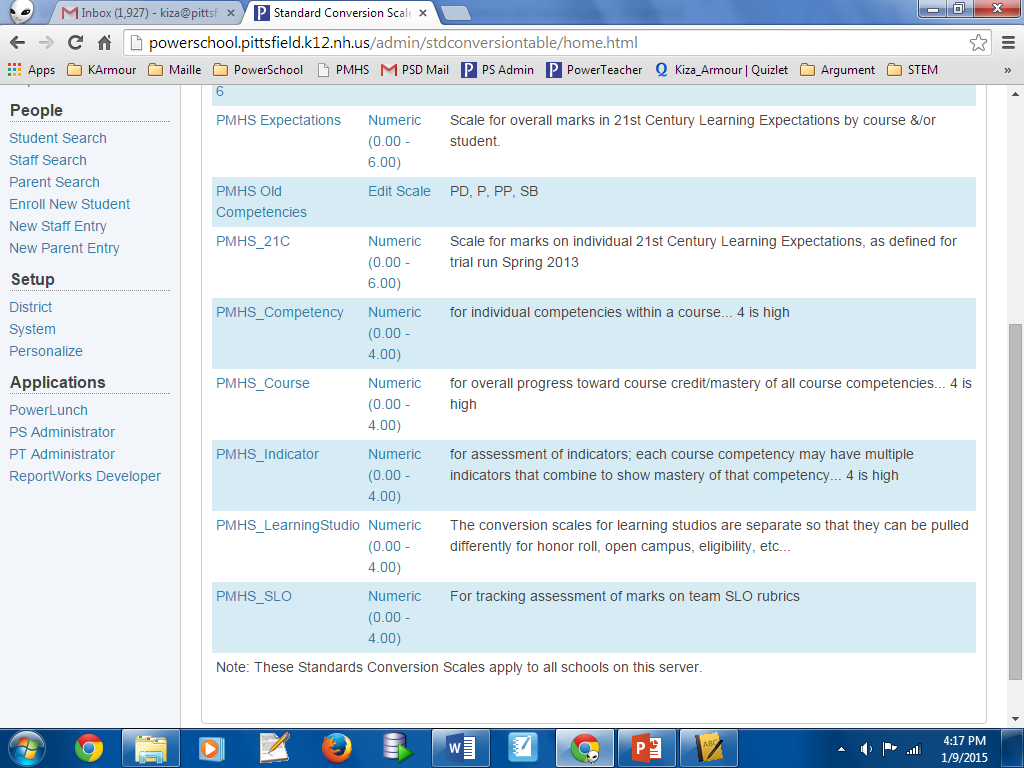 Inbox (1,927) - kiza@pittsf
Standard Conversion Scale
powerschool.pittsfield.k12.nh.us/admin/stdconversiontable/home.html
Apps KArmour Maille PowerSchool PMHS PSD Mail PS Admin PowerTeacher Kiza_Armour | Quizlet Argument STEM »
People
Student Search
Staff Search
Parent Search
Enroll New Student
New Staff Entry
New Parent Entry
Setup
District
System
Personalize
Applications
PowerLunch
PS Administrator
PT Administrator
ReportWorks Developer
6
PMHS Expectations Numeric Scale for overall marks in 21st Century Learning Expectations by course &/or
(0.00 - student.
6.00)
PMHS Old Edit Scale PD, P, PP, SB
Competencies
PMHS_21C Numeric Scale for marks on individual 21st Century Learning Expectations, as defined for
(0.00 - trial run Spring 2013
6.00)
PMHS_Competency Numeric for individual competencies within a course... 4 is high
(0.00 -
4.00)
PMHS_Course Numeric for overall progress toward course credit/mastery of all course competencies... 4 is
(0.00 - high
4.00)
PMHS_Indicator Numeric for assessment of indicators; each course competency may have multiple
(0.00 - indicators that combine to show mastery of that competency... 4 is high
4.00)
PMHS_LearningStudio Numeric The conversion scales for learning studios are separate so that they can be pulled
(0.00 - differently for honor roll, open campus, eligibility, etc...
4.00)
PMHS_SLO Numeric For tracking assessment of marks on team SLO rubrics
(0.00 -
4.00)
Note: These Standards Conversion Scales apply to all schools on this server.
4:17 PM
1/9/2015